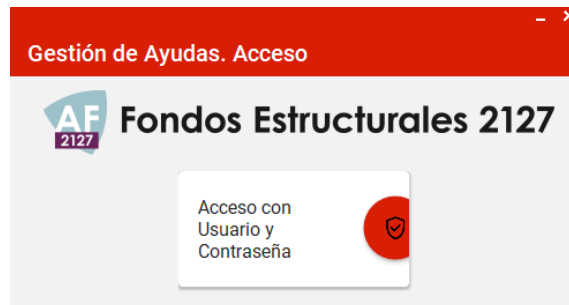 Gestión de Ayudas. Acceso
AF
2127
Fondos Estructurales 2127
Acceso con
Usuario y
Contraseña